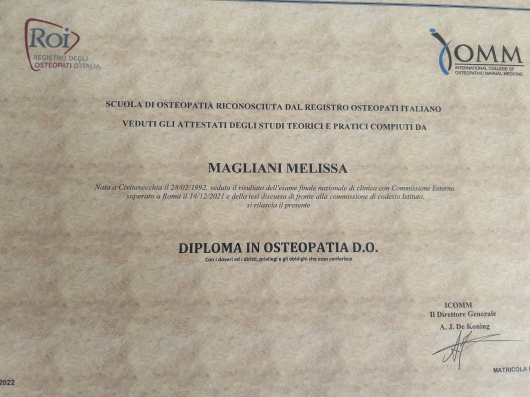 Roi
REGISTRO DEGLI
OSTEOPATI D'ITALIA
ICOMM
INTERNATIONAL COLLEGE OF
OSTEOPATHIC MANUAL MEDICINE
SCUOLA DI OSTEOPATIA RICONOSCIUTA DAL REGISTRO OSTEOPATI ITALIANO
VEDUTI GLI ATTESTATI DEGLI STUDI TEORICI E PRATICI COMPIUTI DA
MAGLIANI MELISSA
Nata a Civitavecchia il 28/02/1992, veduto il risultato dell'esame finale nazionale di clinica con Commissione Esterna
superato a Roma il 14/12/2021 e della tesi discussa di fronte alla commissione di codesto Istituto,
si rilascia il presente
DIPLOMA IN OSTEOPATIA D.O.
Con i doveri ed i diritti, privilegi e gli obblighi che esso conferisce
ICOMM
Il Direttore Generale
A. J. De Koning
MATRICOLA
2022